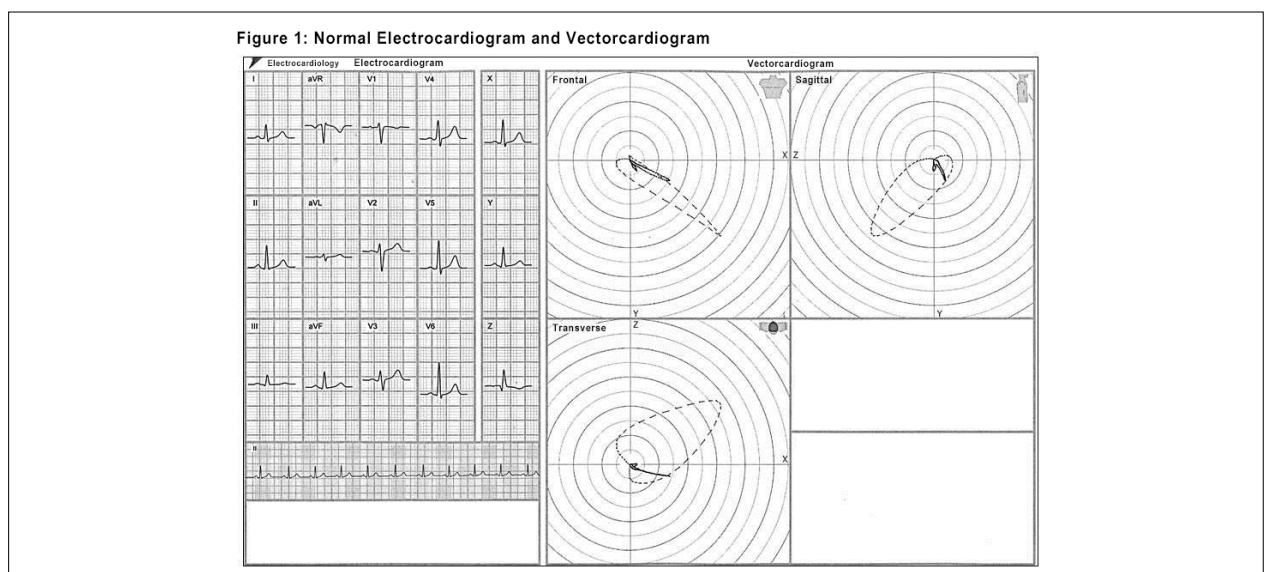 Figure 1: Normal Electrocardiogram and Vectorcardiogram
Electrocardiology Electrocardiogram Vectorcardiogram
I aVR V1 V4 X Frontal Sagittal
X Z
II aVL V2 V5 Y
Y Y
III aVF V3 V6 Z Transverse Z
X
II